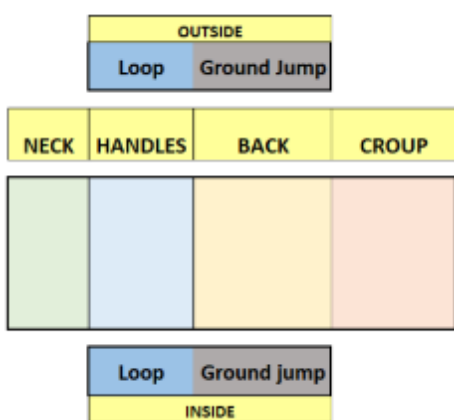 OUTSIDE
Loop Ground Jump
NECK HANDLES BACK CROUP
Loop Ground jump
INSIDE